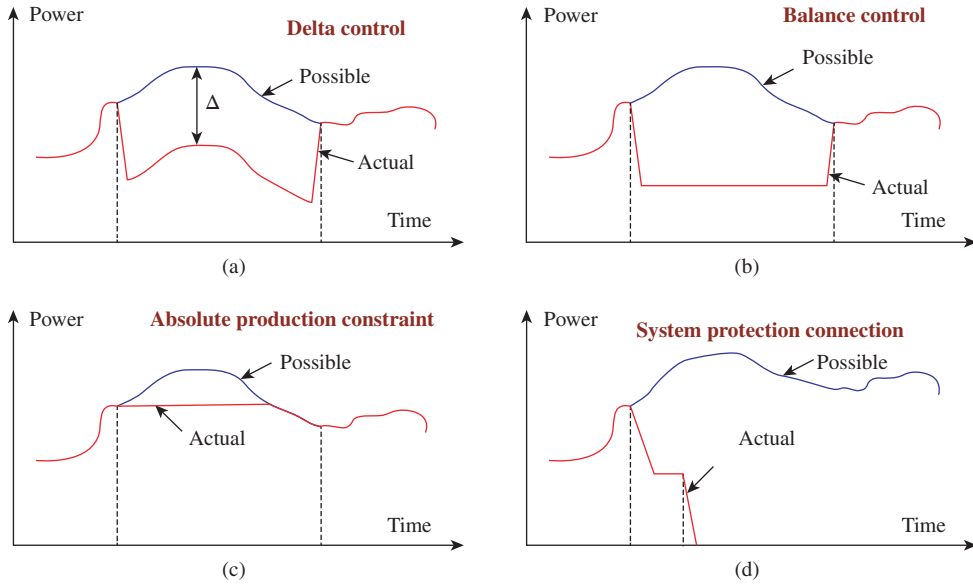 Power
Delta control
Possible
Δ
Actual
Time
(a)
Power
Balance control
Possible
Actual
Time
(b)
Power
Absolute production constraint
Possible
Actual
Time
(c)
Power
System protection connection
Possible
Actual
Time
(d)